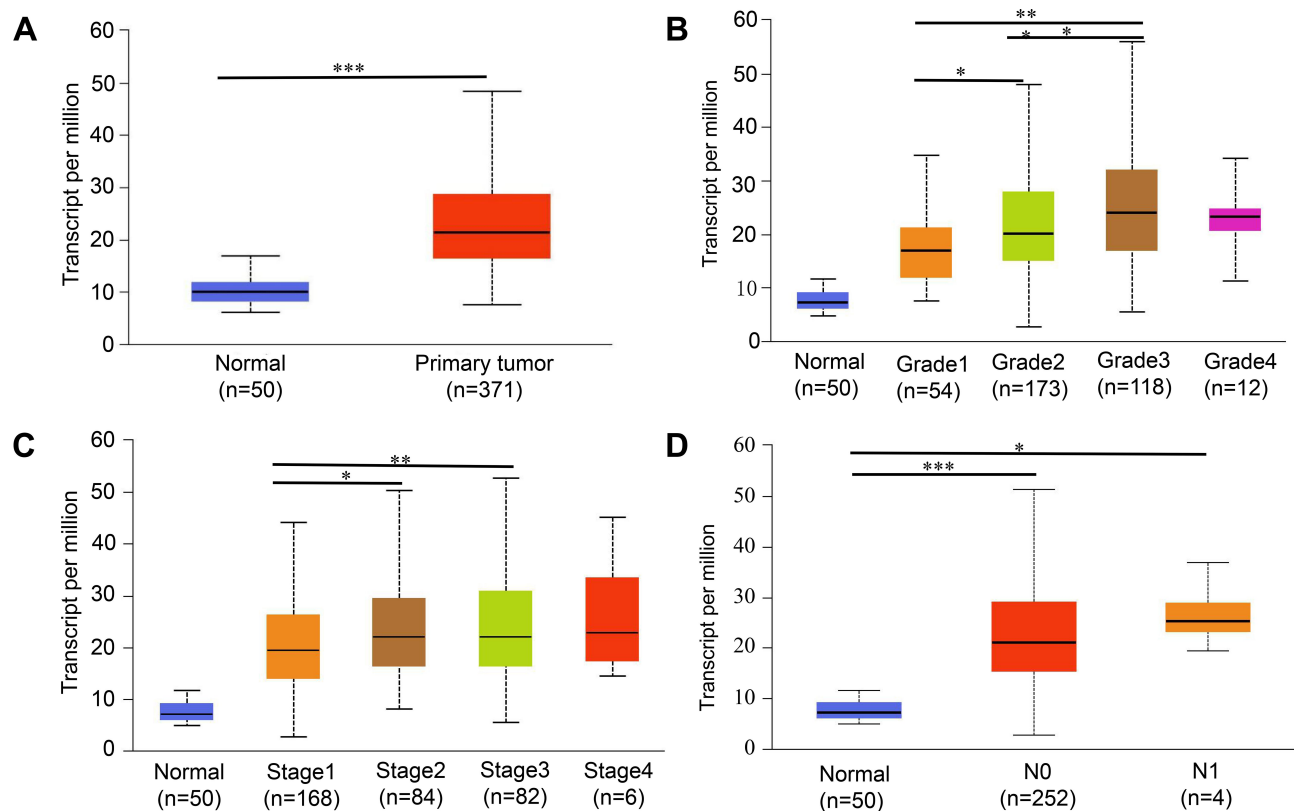 A
Transcript per million
60
50
40
30
20
10
0
***
Normal
(n=50)
Primary tumor
(n=371)
B
Transcript per million
60
50
40
30
20
10
0
**
* *
*
Normal
(n=50)
Grade1
(n=54)
Grade2
(n=173)
Grade3
(n=118)
Grade4
(n=12)
C
Transcript per million
60
50
40
30
20
10
0
**
*
Normal
(n=50)
Stage1
(n=168)
Stage2
(n=84)
Stage3
(n=82)
Stage4
(n=6)
D
Transcript per million
60
50
40
30
20
10
0
*
***
Normal
(n=50)
N0
(n=252)
N1
(n=4)